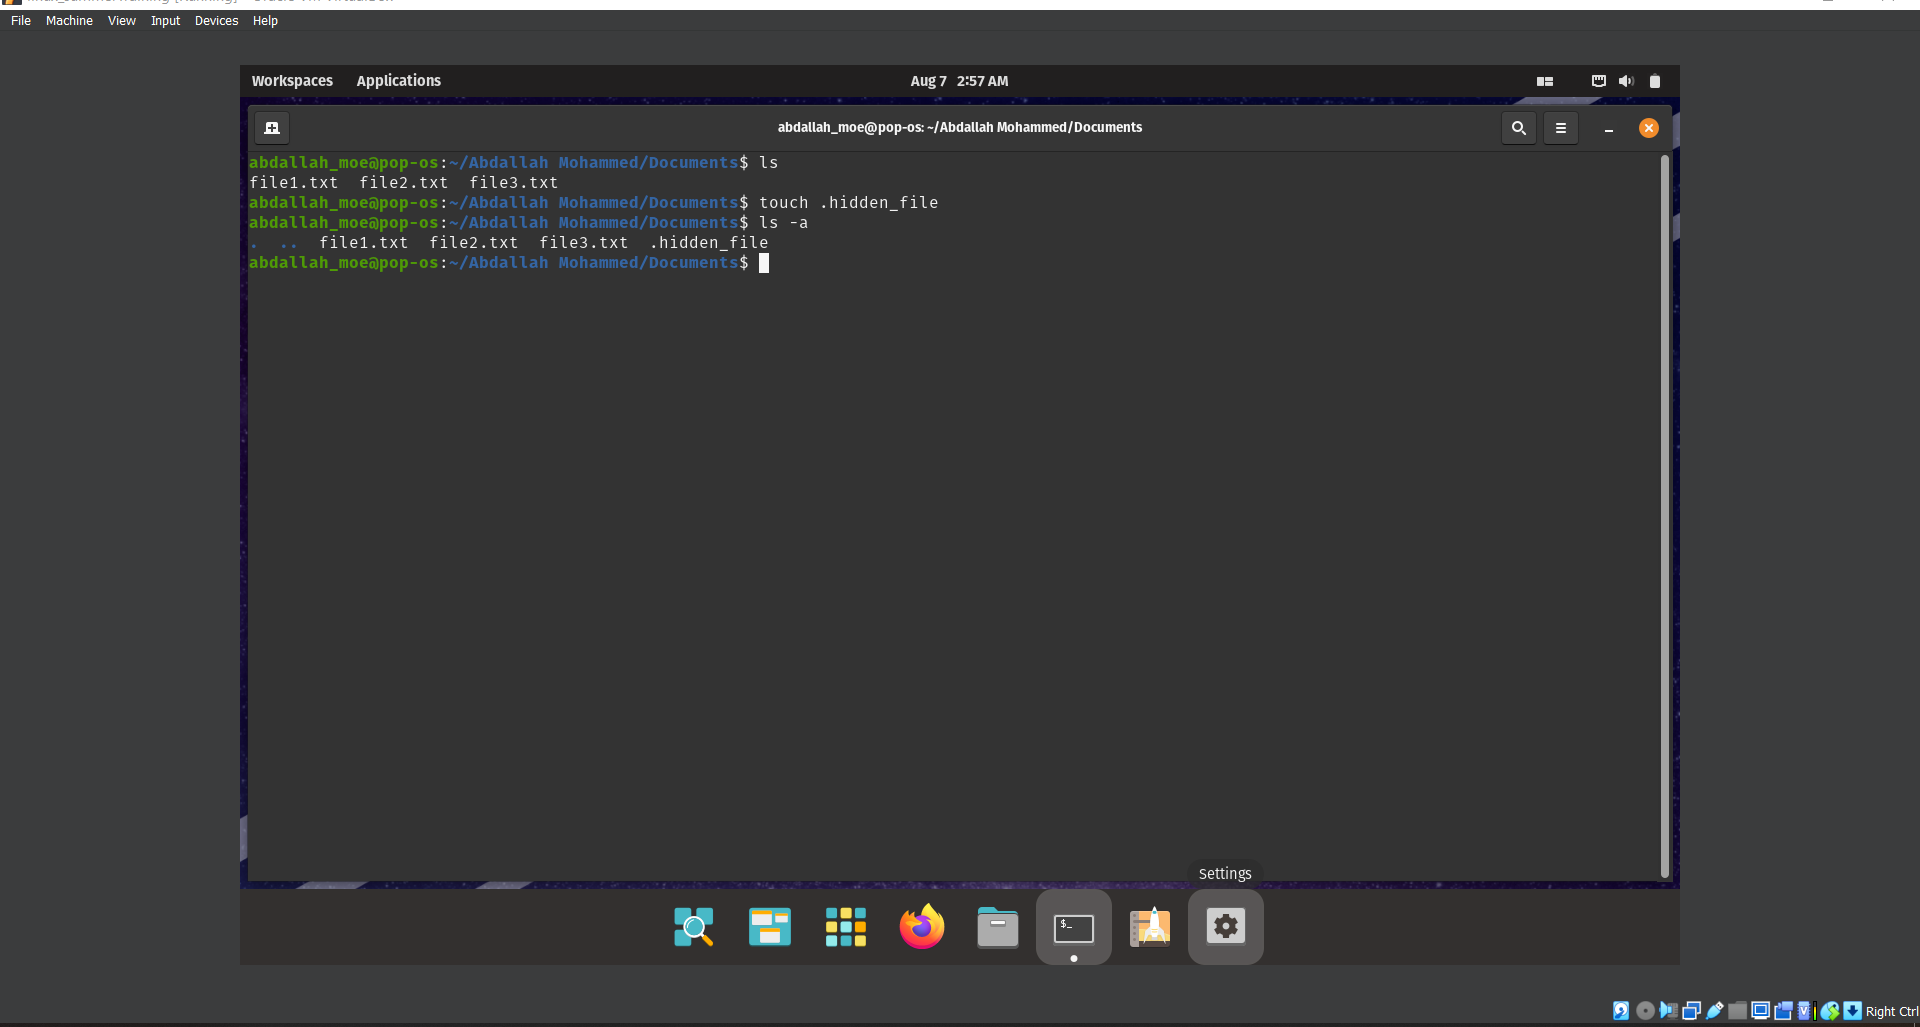 File Machine View Input Devices Help
Workspaces Applications Aug 7 2:57 AM
abdallah_moe@pop-os: ~/Abdallah Mohammed/Documents
abdallah_moe@pop-os:~/Abdallah Mohammed/Documents$ ls
file1.txt file2.txt file3.txt
abdallah_moe@pop-os:~/Abdallah Mohammed/Documents$ touch .hidden_file
abdallah_moe@pop-os:~/Abdallah Mohammed/Documents$ ls -a
. .. file1.txt file2.txt file3.txt .hidden_file
abdallah_moe@pop-os:~/Abdallah Mohammed/Documents$
Settings
$_
Right Ctrl